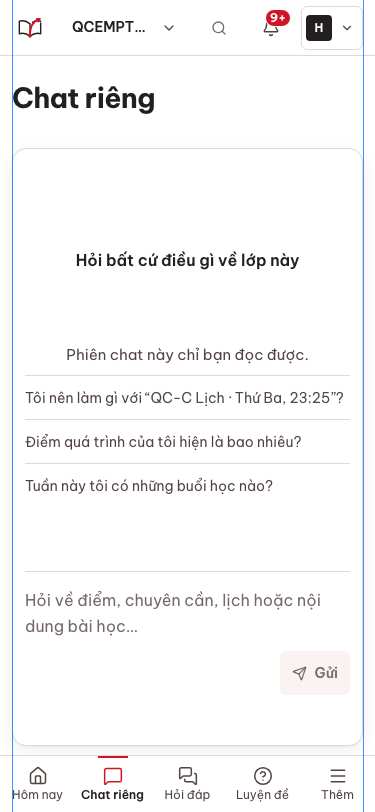 QCEMPT...
9+
H
Chat riêng
Hỏi bất cứ điều gì về lớp này
Phiên chat này chỉ bạn đọc được.
Tôi nên làm gì với “QC-C Lịch · Thứ Ba, 23:25”?
Điểm quá trình của tôi hiện là bao nhiêu?
Tuần này tôi có những buổi học nào?
Hỏi về điểm, chuyên cần, lịch hoặc nội
dung bài học...
Gửi
Hôm nay
Chat riêng
Hỏi đáp
Luyện đề
Thêm